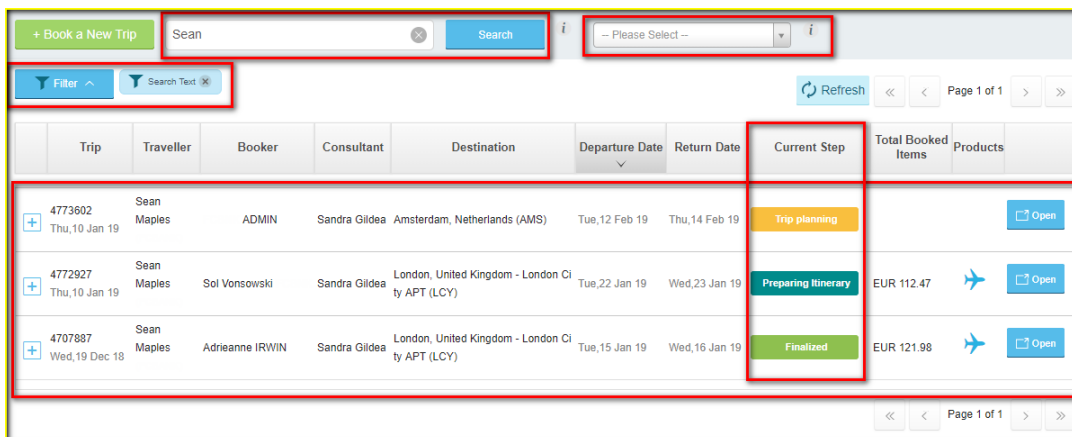 + Book a New Trip Sean Search i -- Please Select -- i
Filter Search Text Refresh Page 1 of 1
Trip Traveller Booker Consultant Destination Departure Date Return Date Current Step Total Booked Products
Items
4773602 Sean Maples ADMIN Sandra Gildea Amsterdam, Netherlands (AMS) Tue,12 Feb 19 Thu,14 Feb 19 Trip planning Open
Thu,10 Jan 19
4772927 Sean Maples Sol Vonsowski Sandra Gildea London, United Kingdom - London Ci Tue,22 Jan 19 Wed,23 Jan 19 Preparing Itinerary EUR 112.47 Open
Thu,10 Jan 19 ty APT (LCY)
4707887 Sean Maples Adrieanne IRWIN Sandra Gildea London, United Kingdom - London Ci Tue,15 Jan 19 Wed,16 Jan 19 Finalized EUR 121.98 Open
Wed,19 Dec 18 ty APT (LCY)
Page 1 of 1